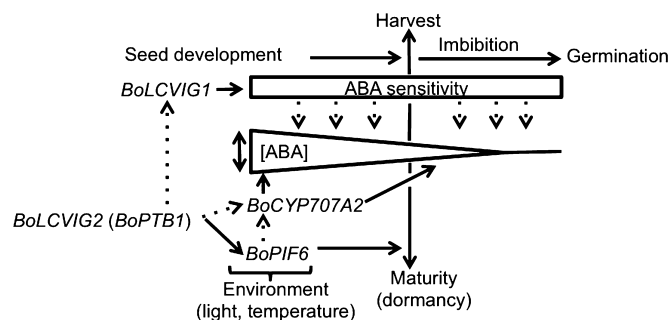 Harvest
Seed development
Imbibition
Germination
BoLCVIG1
ABA sensitivity
[ABA]
BoCYP707A2
BoLCVIG2 (BoPTB1)
BoPIF6
Environment
(light, temperature)
Maturity
(dormancy)